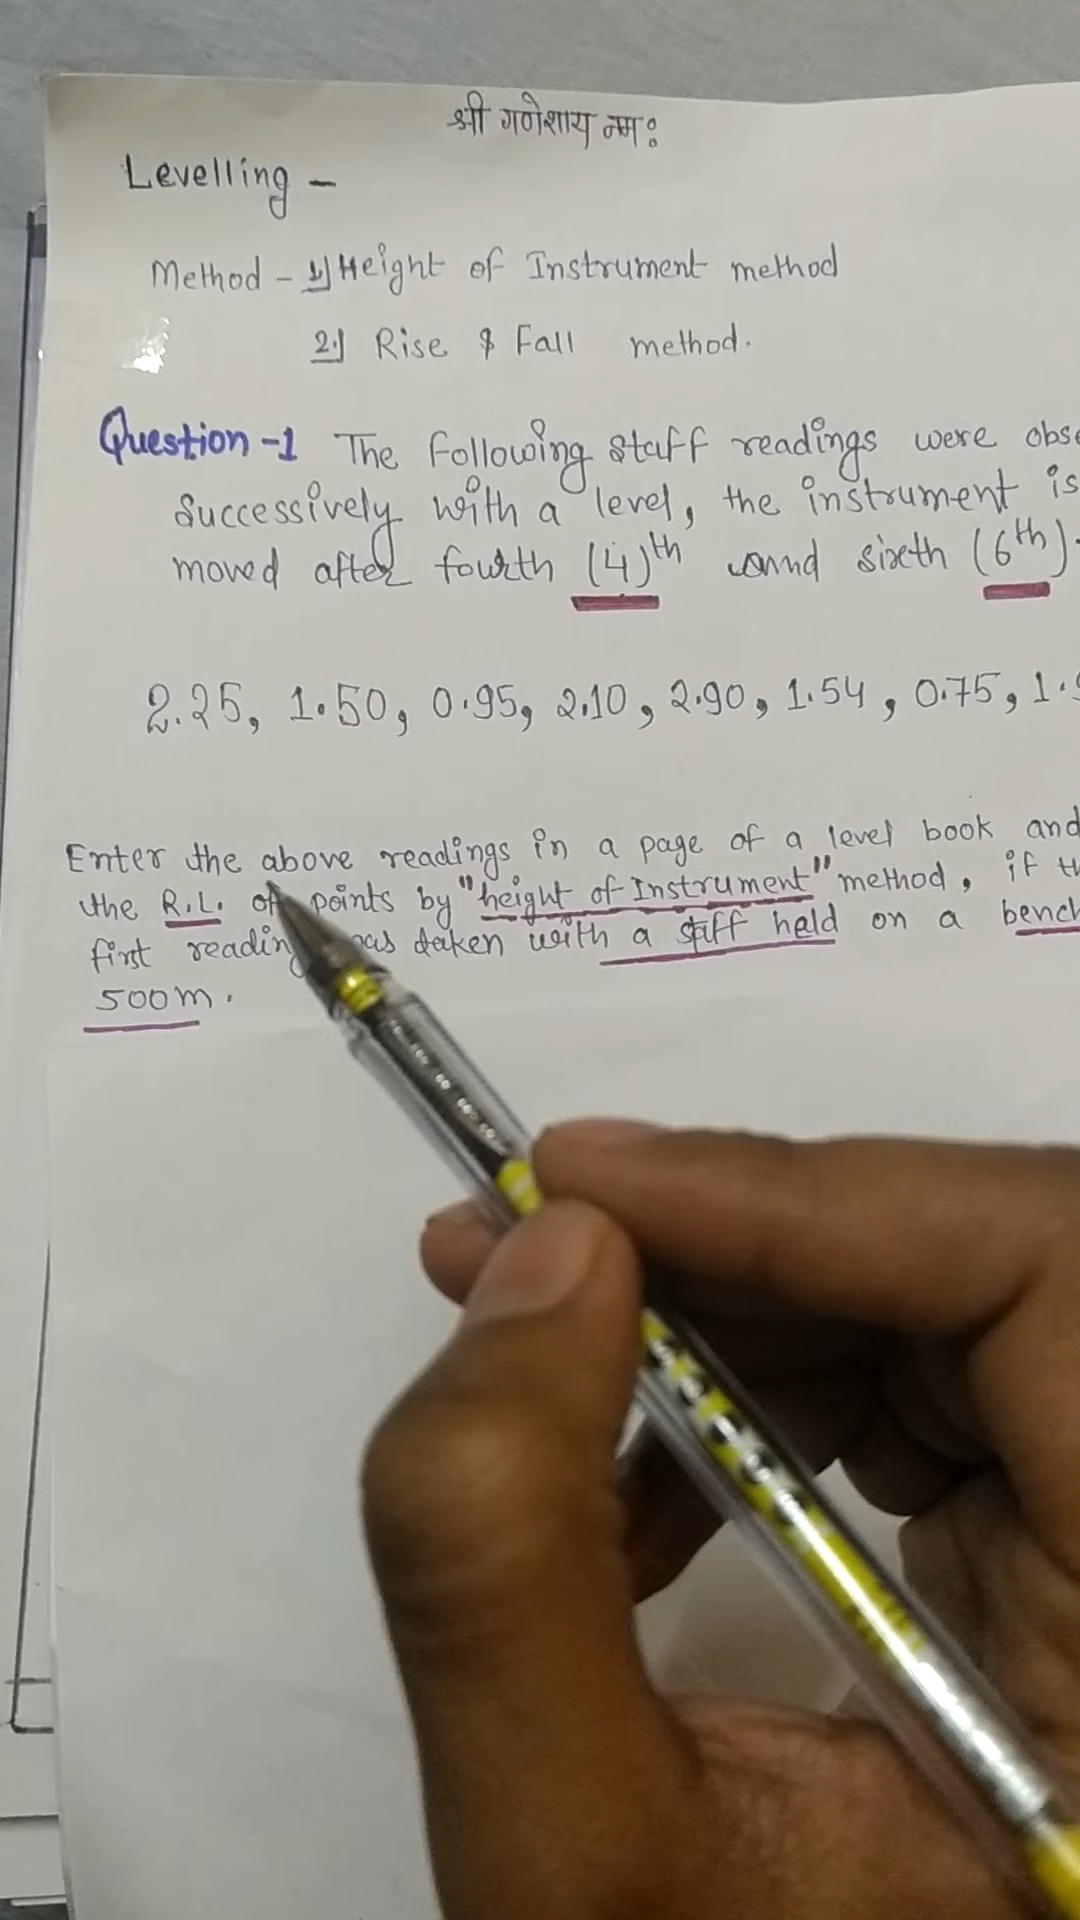 श्री गणेशाय नमः
Levelling -
Method - 1) Height of Instrument method
2.) Rise & Fall method.
Question -1 The following staff readings were obse
successively with a level, the instrument is
moved after fourth (4)th and sixth (6th)
2.25, 1.50, 0.95, 2.10, 2.90, 1.54, 0.75, 1.
Enter the above readings in a page of a level book and
the R.L. of points by "height of Instrument" method, if th
first reading was taken with a staff held on a bench
500m.